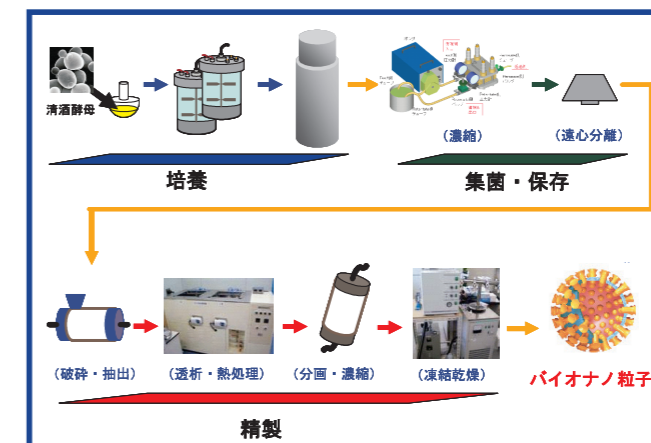 清酒酵母
（濃縮）
（遠心分離）
培養
集菌・保存
（破砕・抽出）
（透析・熱処理）
（分画・濃縮）
（凍結乾燥）
バイオナノ粒子
精製